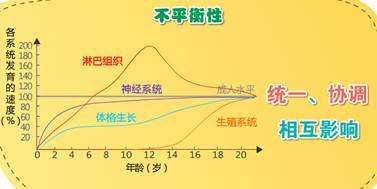 不平衡性
各系统发育的速度(%)
200
180
160
140
120
100
80
60
40
20
淋巴组织
神经系统
成人水平
体格生长
生殖系统
0 2 4 6 8 10 12 14 16 18 20
年龄(岁)
统一、协调
相互影响